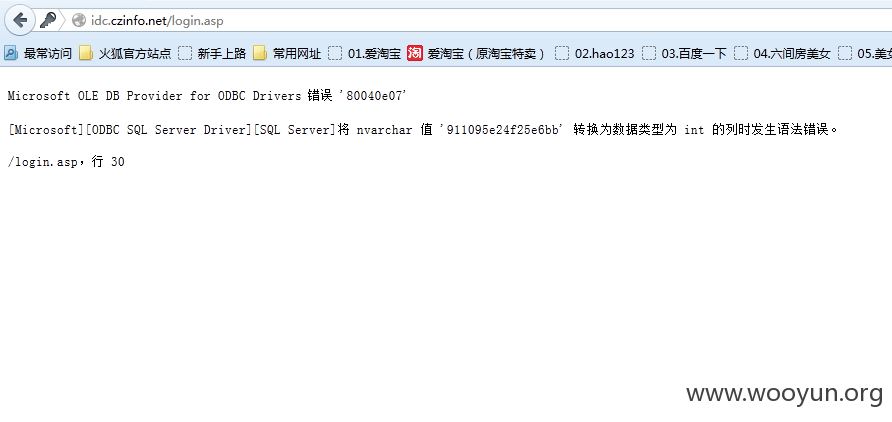 idc.czinfo.net/login.asp
最常访问 火狐官方站点 新手上路 常用网址 01.爱淘宝 淘 爱淘宝（原淘宝特卖） 02.hao123 03.百度一下 04.六间房美女 05.美女
Microsoft OLE DB Provider for ODBC Drivers 错误 '80040e07'
[Microsoft][ODBC SQL Server Driver][SQL Server]将 nvarchar 值 '911095e24f25e6bb' 转换为数据类型为 int 的列时发生语法错误。
/login.asp，行 30
www.wooyun.org